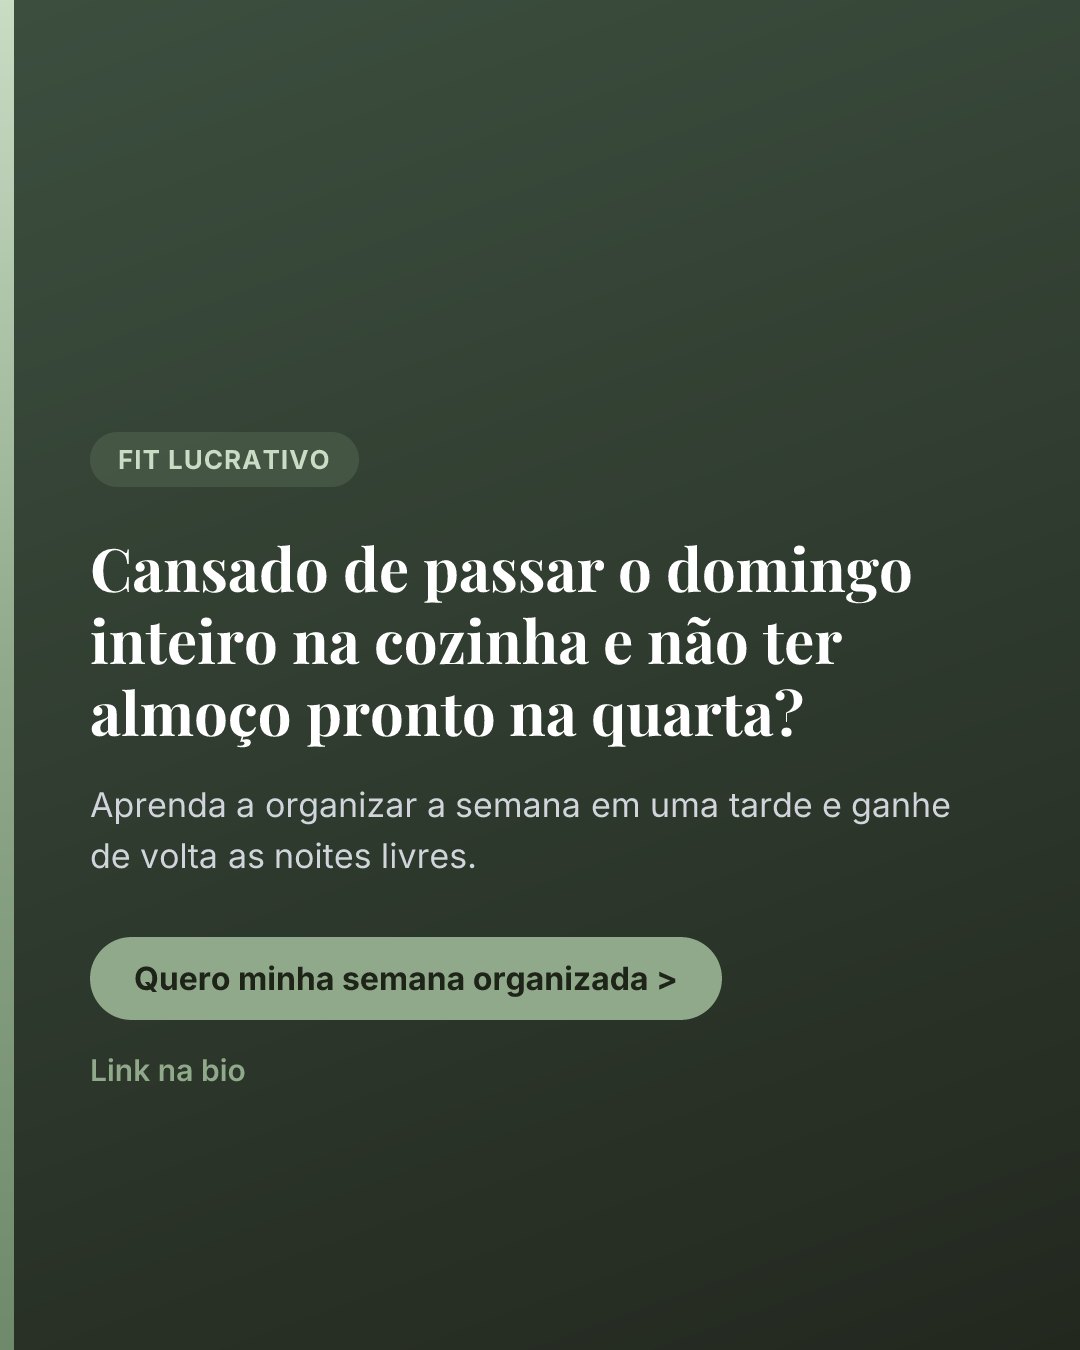 FIT LUCRATIVO
Cansado de passar o domingo
inteiro na cozinha e não ter
almoço pronto na quarta?
Aprenda a organizar a semana em uma tarde e ganhe
de volta as noites livres.
Quero minha semana organizada >
Link na bio